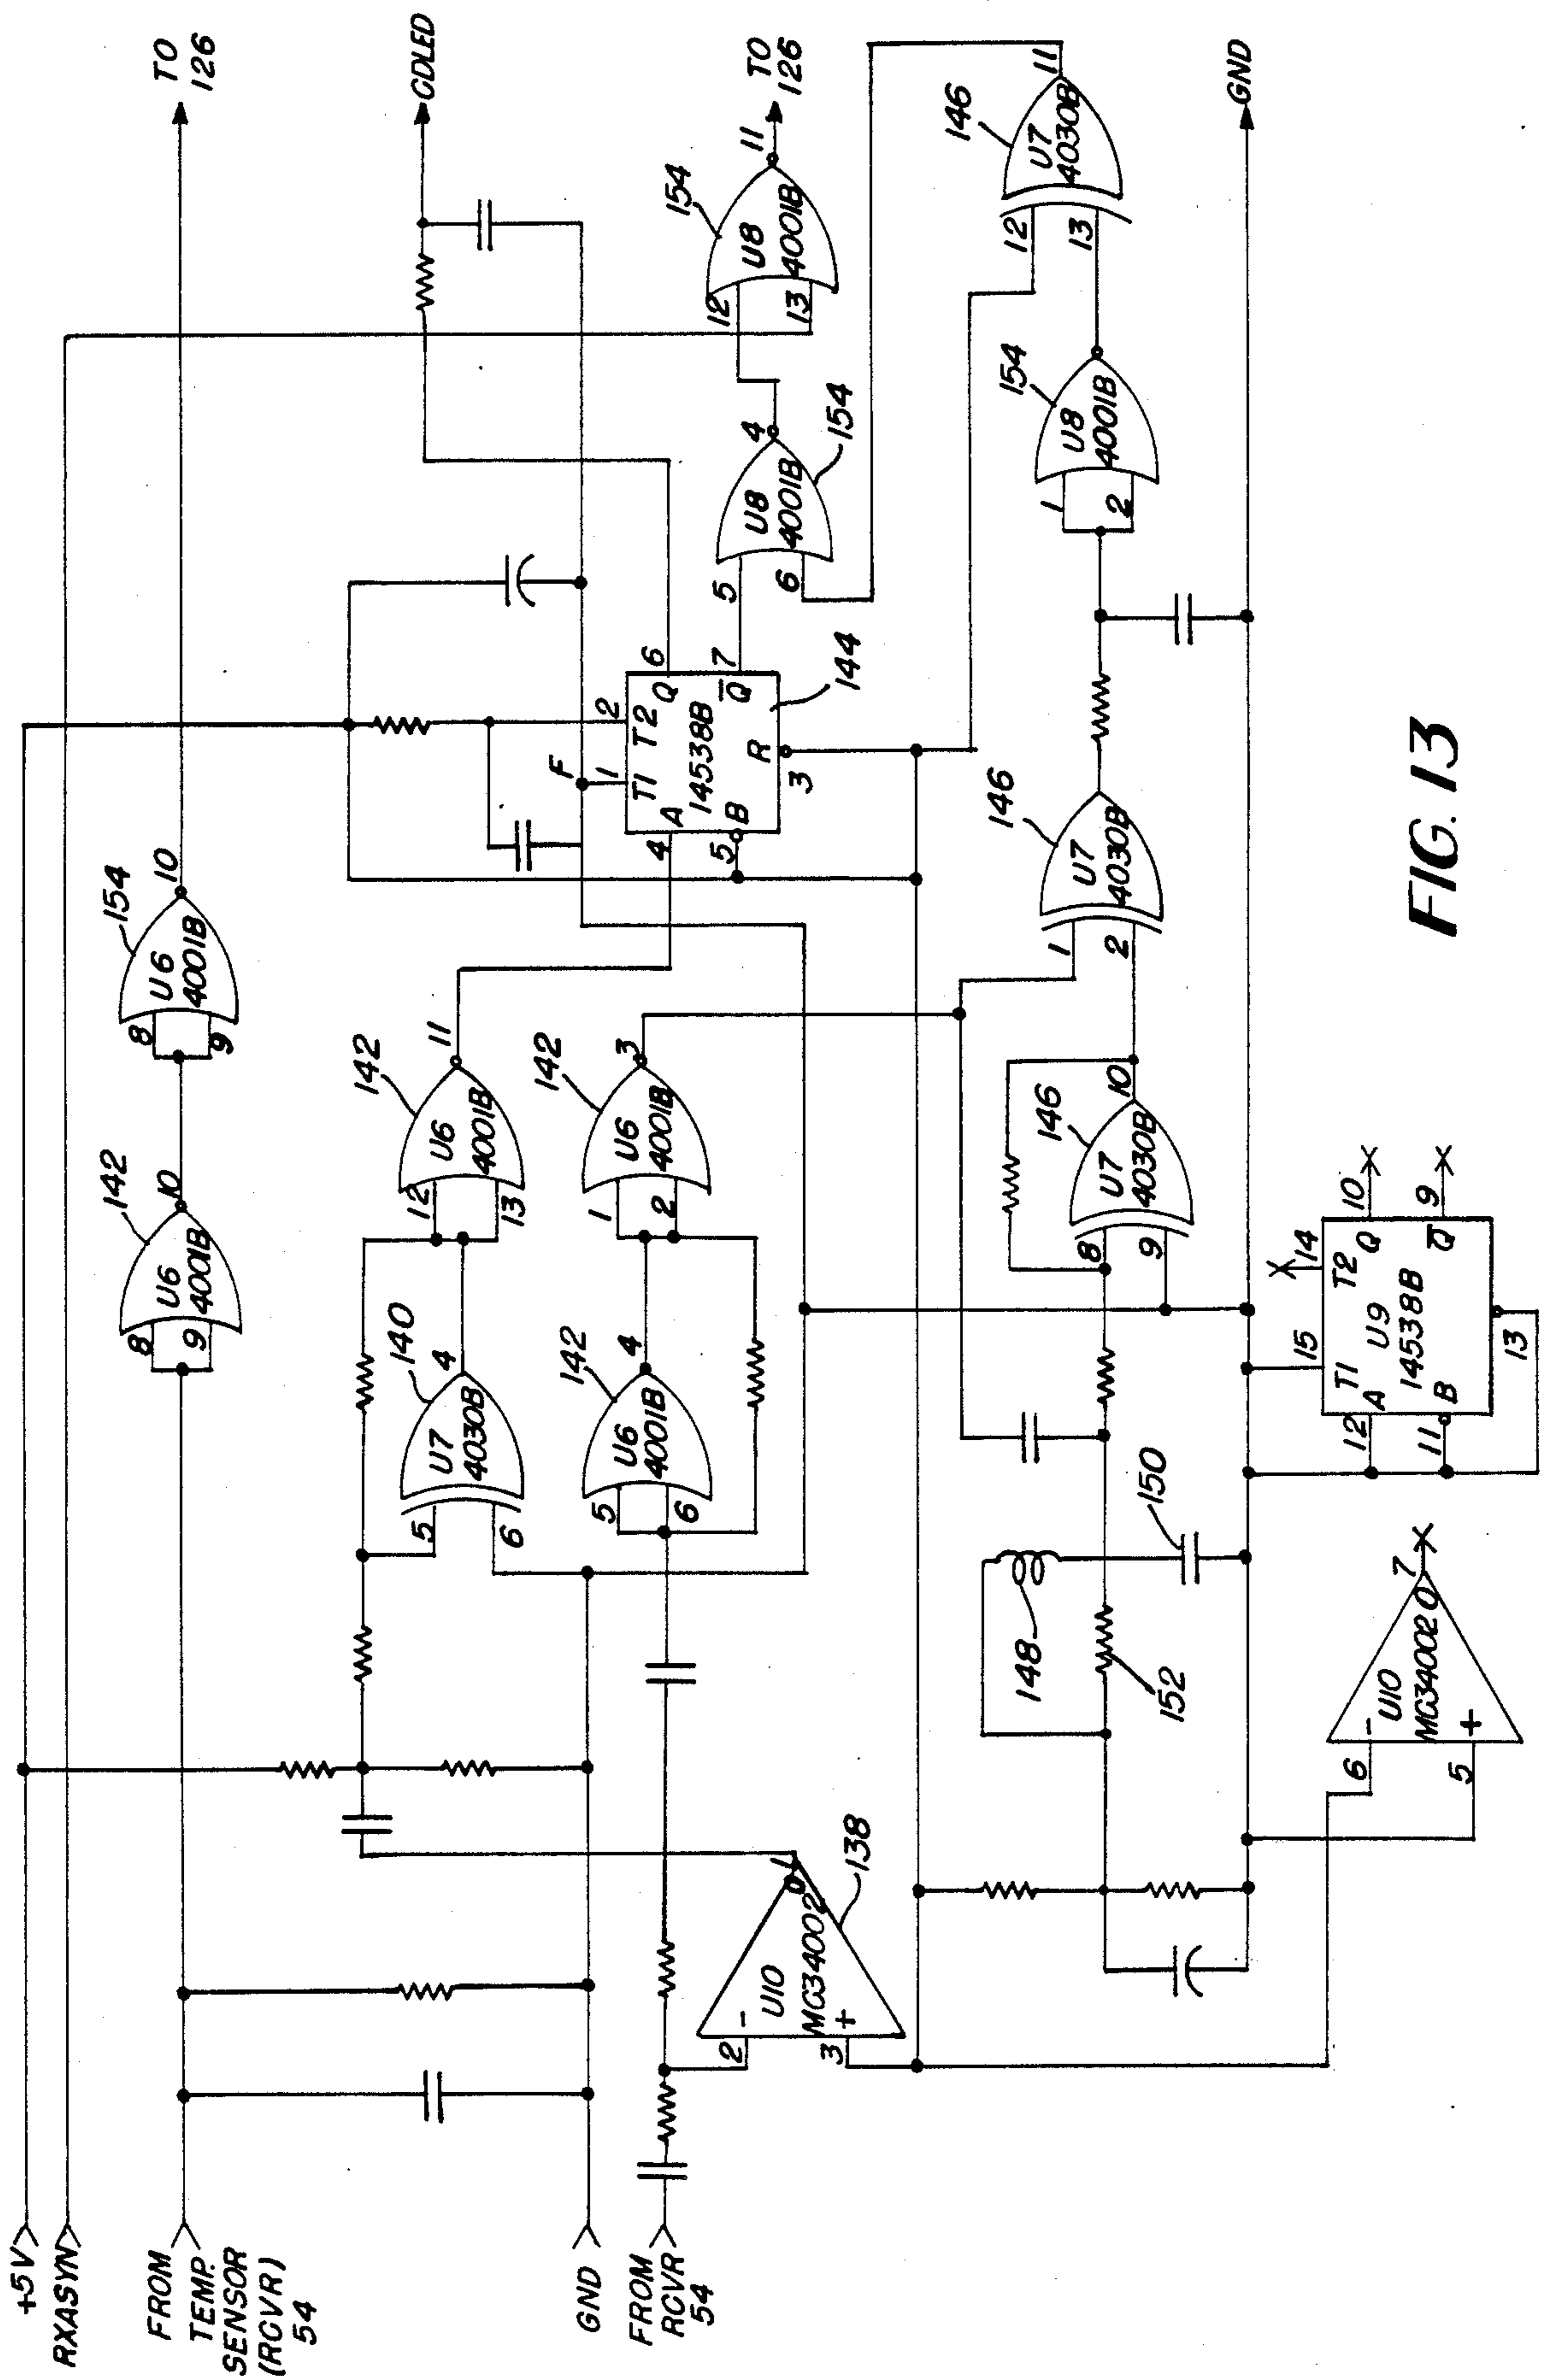 +5V
RXASYN
FROM
TEMP.
SENSOR
(RCVR)
54
GND
FROM
RCVR
54
8
9
U6
4001B
10
142
8
9
U6
4001B
10
154
TO
126
CDLED
5
6
U7
4030B
4
140
12
13
U6
4001B
11
142
5
6
U6
4001B
4
142
1
2
U6
4001B
3
142
F
1
2
T1
T2
4
A
5
B
14538B
Q
6
Q
7
R
3
144
5
6
U8
4001B
4
154
12
13
U8
4001B
11
154
TO
126
2
3
-
+
U10
MC34002
1
138
148
150
152
8
9
U7
4030B
10
146
1
2
U7
4030B
146
1
2
U8
4001B
154
12
13
U7
4030B
11
146
GND
6
5
-
+
U10
MC34002
7
15
14
T1
T2
12
A
11
B
U9
14538B
Q
10
Q
9
13
FIG. 13